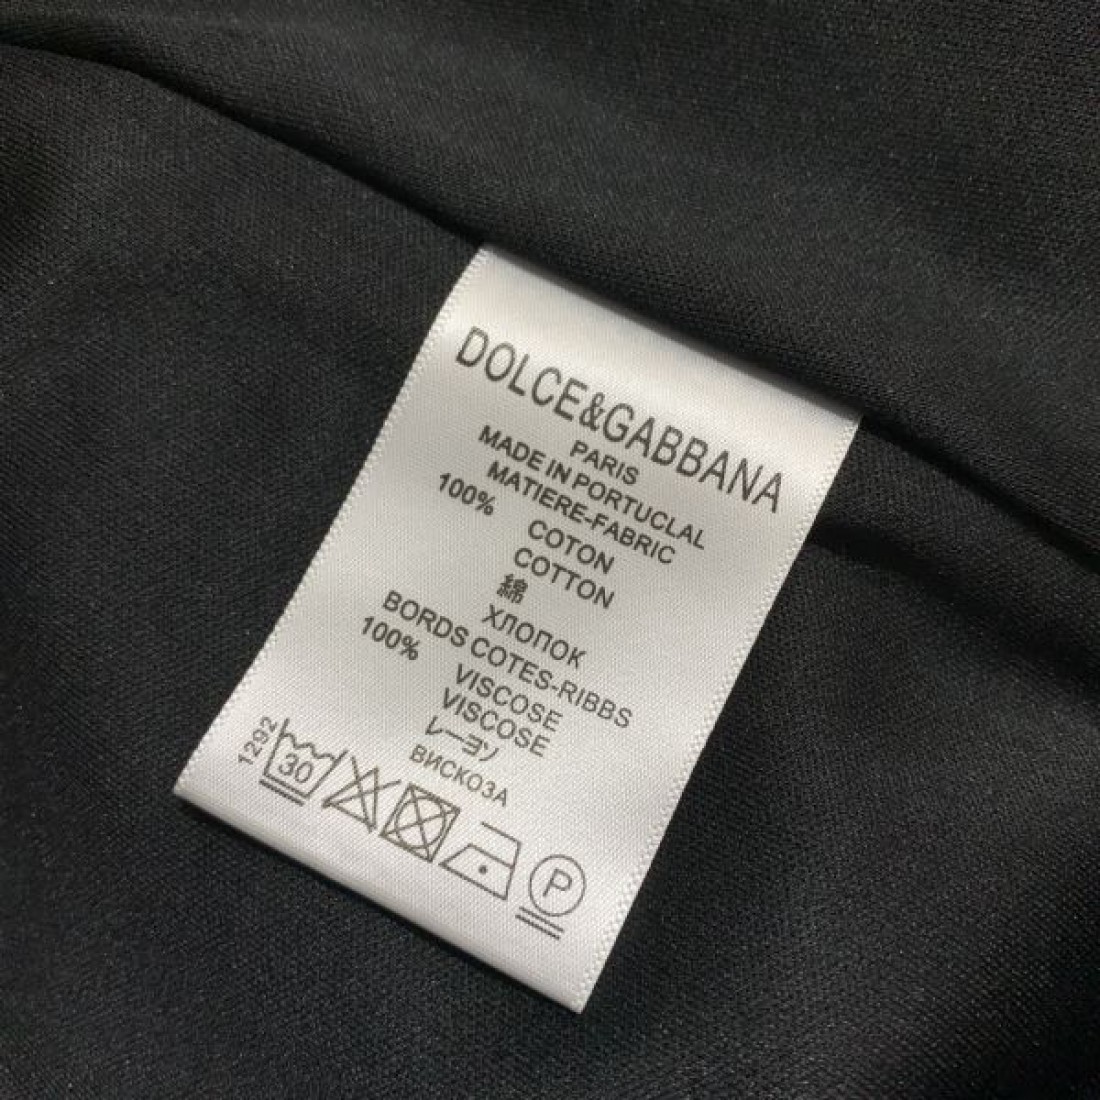 DOLCE&GABBANA
PARIS
MADE IN PORTUCLAL
MATIERE-FABRIC
100% COTON
COTTON
綿
ХЛОПОК
BORDS COTES-RIBBS
100% VISCOSE
VISCOSE
レーヨン
ВИСКОЗА
1292 30 P